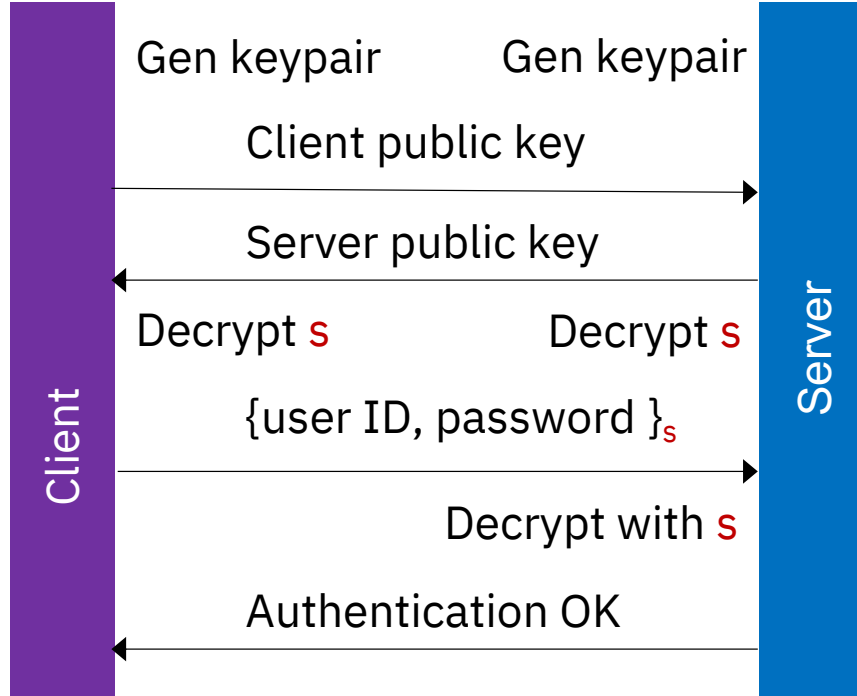 Gen keypair
Gen keypair
Client public key
Server public key
Decrypt s
Decrypt s
{user ID, password }s
Decrypt with s
Authentication OK
Client
Server